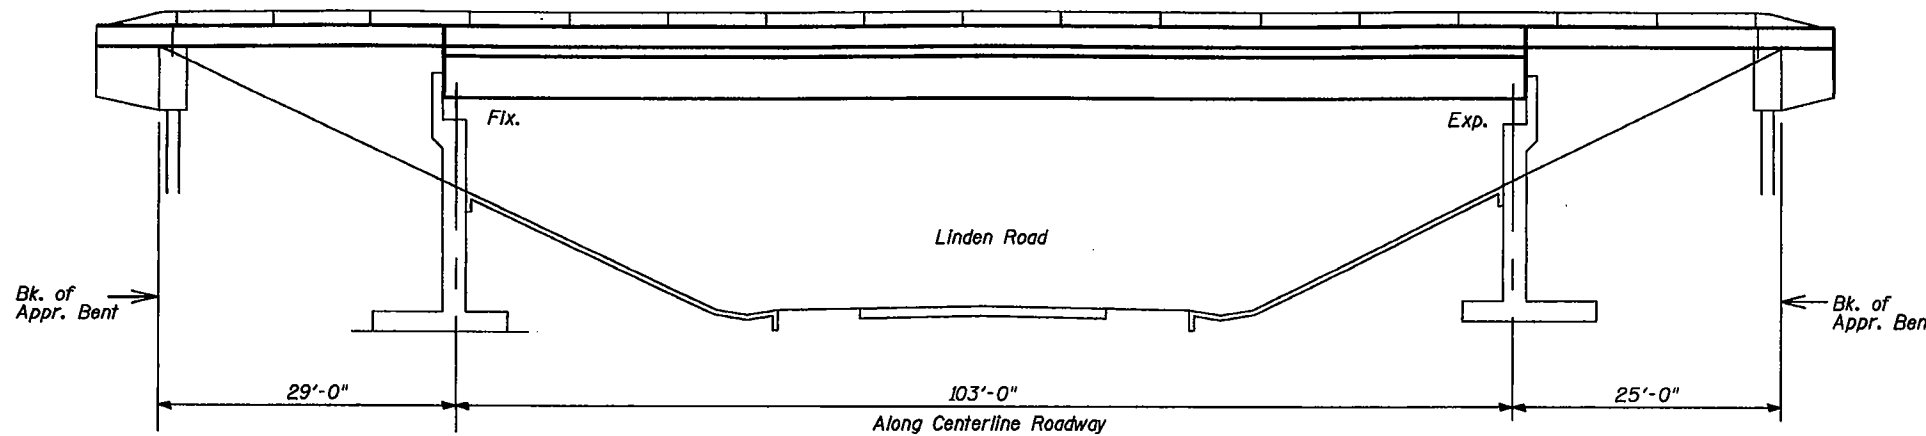 Fix.
Exp.
Linden Road
Bk. of
Appr. Bent
Bk. of
Appr. Ben
29'-0"
103'-0"
25'-0"
Along Centerline Roadway